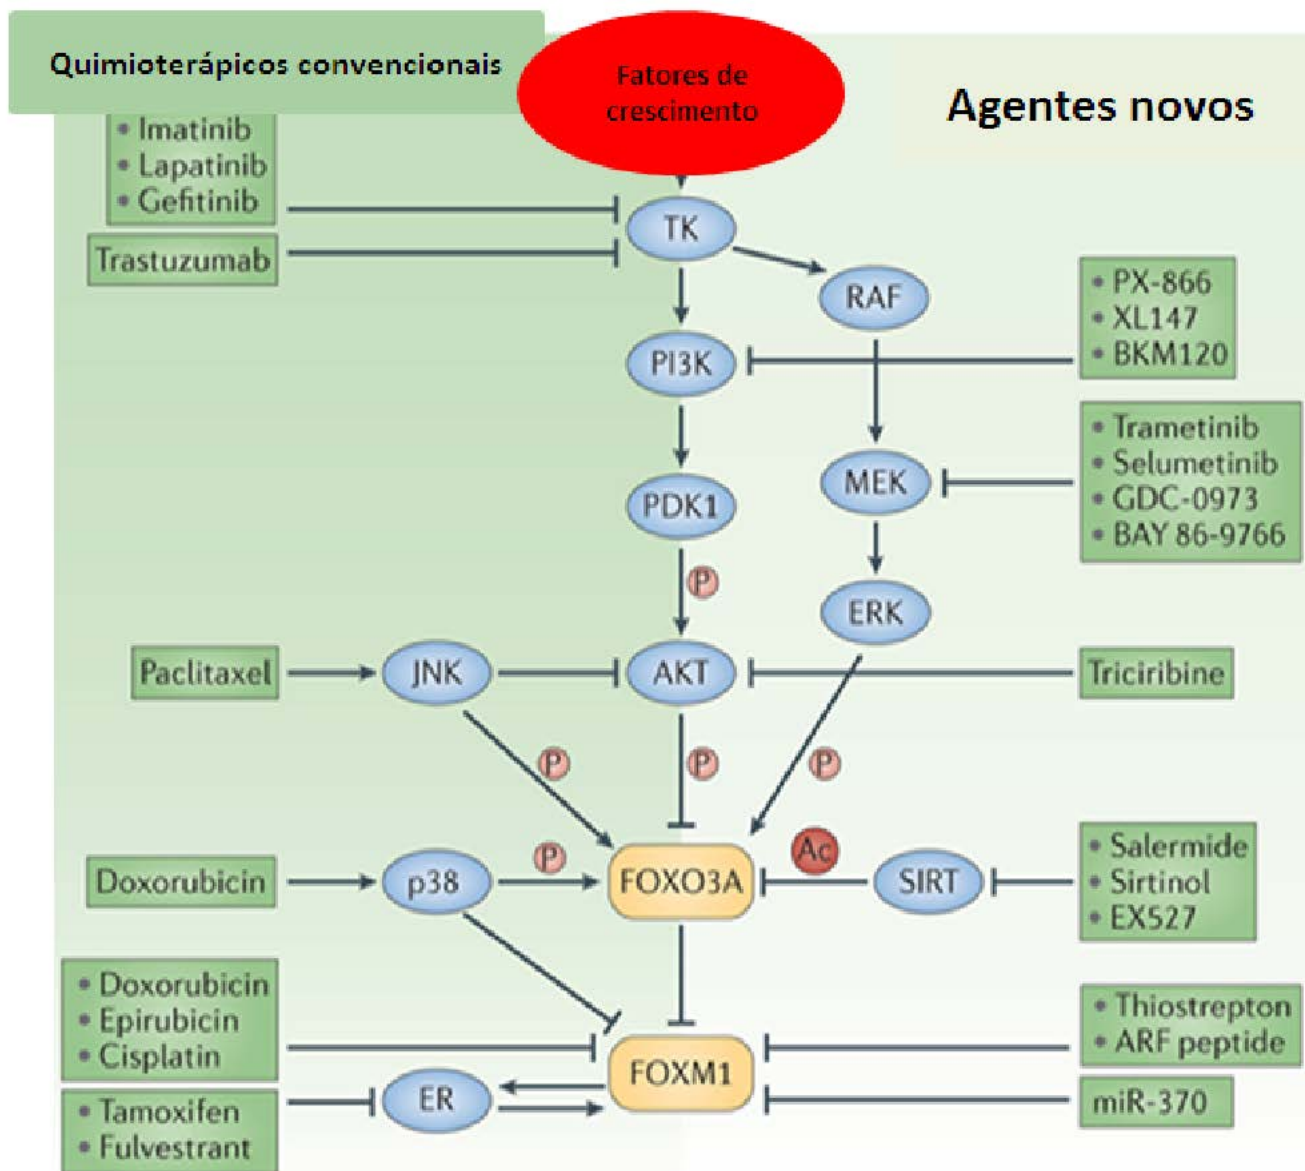 Quimioterápicos convencionais
Fatores de
crescimento
Agentes novos
• Imatinib
• Lapatinib
• Gefitinib
TK
Trastuzumab
RAF
• PX-866
• XL147
• BKM120
PI3K
• Trametinib
• Selumetinib
• GDC-0973
• BAY 86-9766
MEK
PDK1
P
ERK
Paclitaxel
JNK
AKT
Triciribine
P
P
P
Ac
Doxorubicin
p38
P
FOXO3A
SIRT
• Salermide
• Sirtinol
• EX527
• Doxorubicin
• Epirubicin
• Cisplatin
FOXM1
• Thiostrepton
• ARF peptide
ER
miR-370
• Tamoxifen
• Fulvestrant